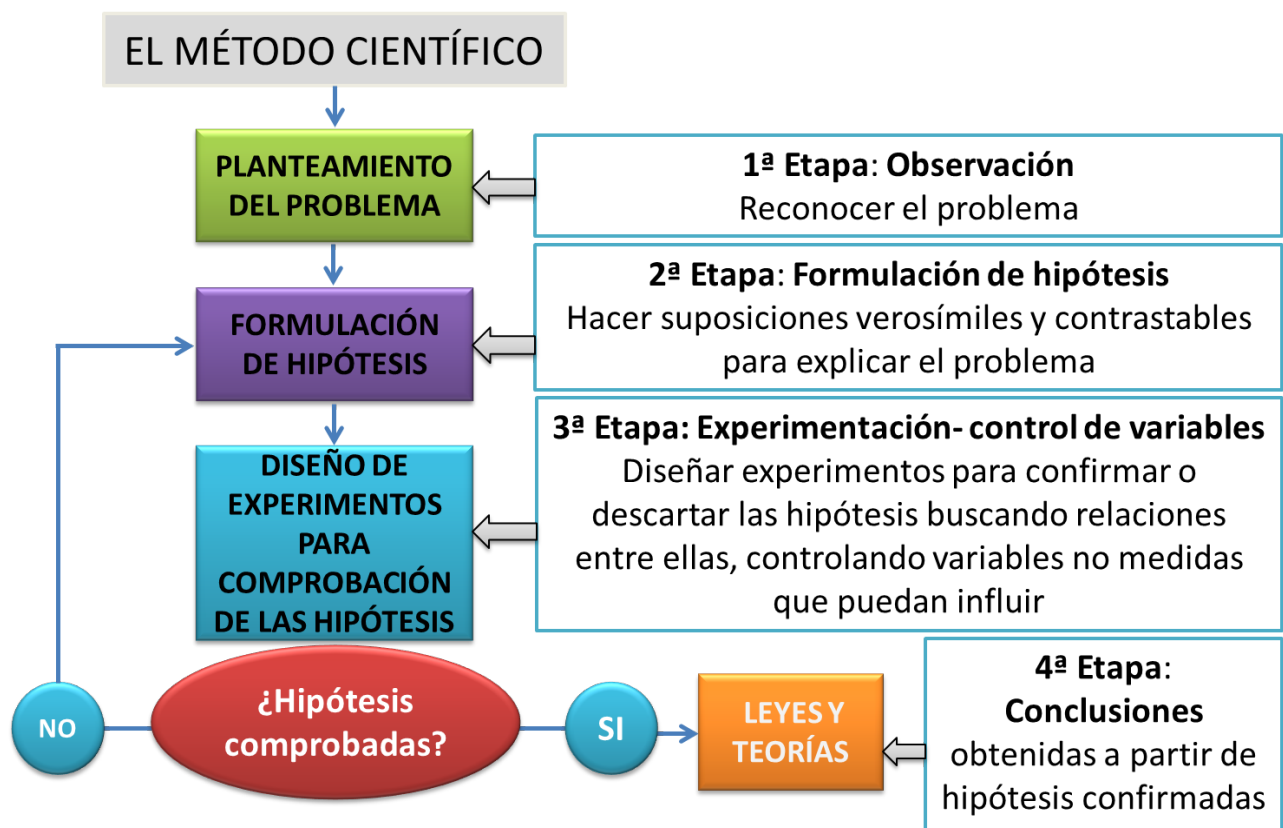 EL MÉTODO CIENTÍFICO
PLANTEAMIENTO
DEL PROBLEMA
1ª Etapa: Observación
Reconocer el problema
FORMULACIÓN
DE HIPÓTESIS
2ª Etapa: Formulación de hipótesis
Hacer suposiciones verosímiles y contrastables
para explicar el problema
DISEÑO DE
EXPERIMENTOS
PARA
COMPROBACIÓN
DE LAS HIPÓTESIS
3ª Etapa: Experimentación- control de variables
Diseñar experimentos para confirmar o
descartar las hipótesis buscando relaciones
entre ellas, controlando variables no medidas
que puedan influir
NO
¿Hipótesis
comprobadas?
SI
LEYES Y
TEORÍAS
4ª Etapa:
Conclusiones
obtenidas a partir de
hipótesis confirmadas